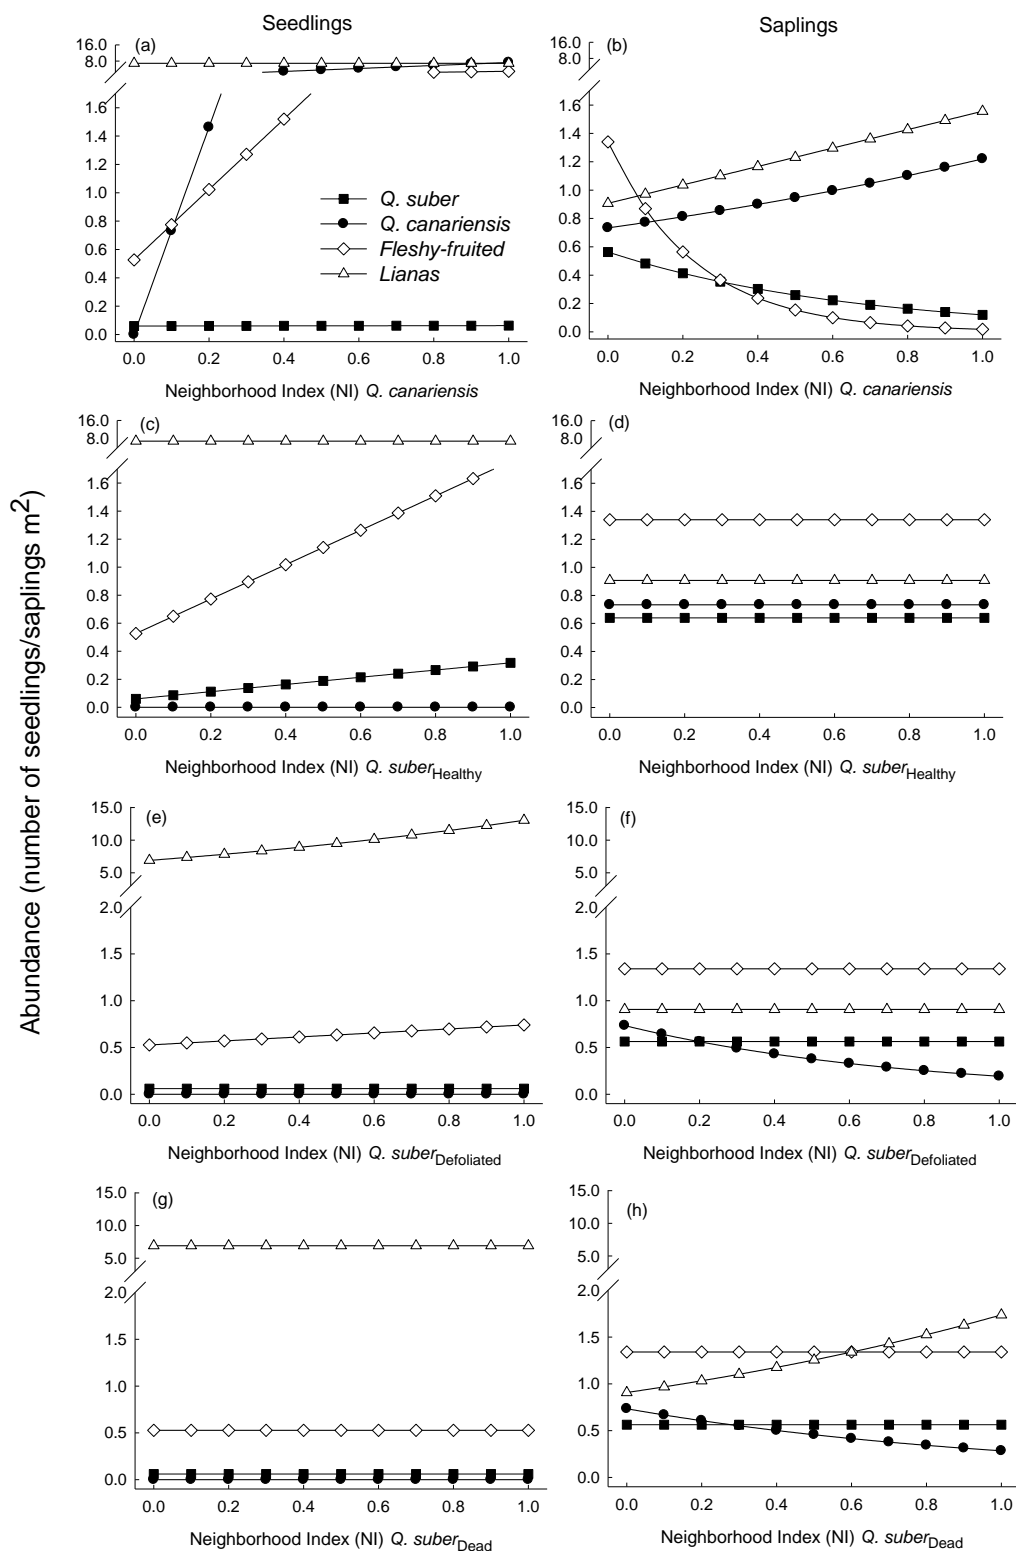 Seedlings
Saplings
Abundance (number of seedlings/saplings m2)
(a)
16.0
8.0
1.6
1.4
1.2
1.0
0.8
0.6
0.4
0.2
0.0
Q. suber
Q. canariensis
Fleshy-fruited
Lianas
0.0 0.2 0.4 0.6 0.8 1.0
Neighborhood Index (NI) Q. canariensis
(b)
16.0
8.0
1.6
1.4
1.2
1.0
0.8
0.6
0.4
0.2
0.0
0.0 0.2 0.4 0.6 0.8 1.0
Neighborhood Index (NI) Q. canariensis
(c)
16.0
8.0
1.6
1.4
1.2
1.0
0.8
0.6
0.4
0.2
0.0
0.0 0.2 0.4 0.6 0.8 1.0
Neighborhood Index (NI) Q. suberHealthy
(d)
16.0
8.0
1.6
1.4
1.2
1.0
0.8
0.6
0.4
0.2
0.0
0.0 0.2 0.4 0.6 0.8 1.0
Neighborhood Index (NI) Q. suberHealthy
(e)
15.0
10.0
5.0
2.0
1.5
1.0
0.5
0.0
0.0 0.2 0.4 0.6 0.8 1.0
Neighborhood Index (NI) Q. suberDefoliated
(f)
15.0
10.0
5.0
2.0
1.5
1.0
0.5
0.0
0.0 0.2 0.4 0.6 0.8 1.0
Neighborhood Index (NI) Q. suberDefoliated
(g)
15.0
10.0
5.0
2.0
1.5
1.0
0.5
0.0
0.0 0.2 0.4 0.6 0.8 1.0
Neighborhood Index (NI) Q. suberDead
(h)
15.0
10.0
5.0
2.0
1.5
1.0
0.5
0.0
0.0 0.2 0.4 0.6 0.8 1.0
Neighborhood Index (NI) Q. suberDead